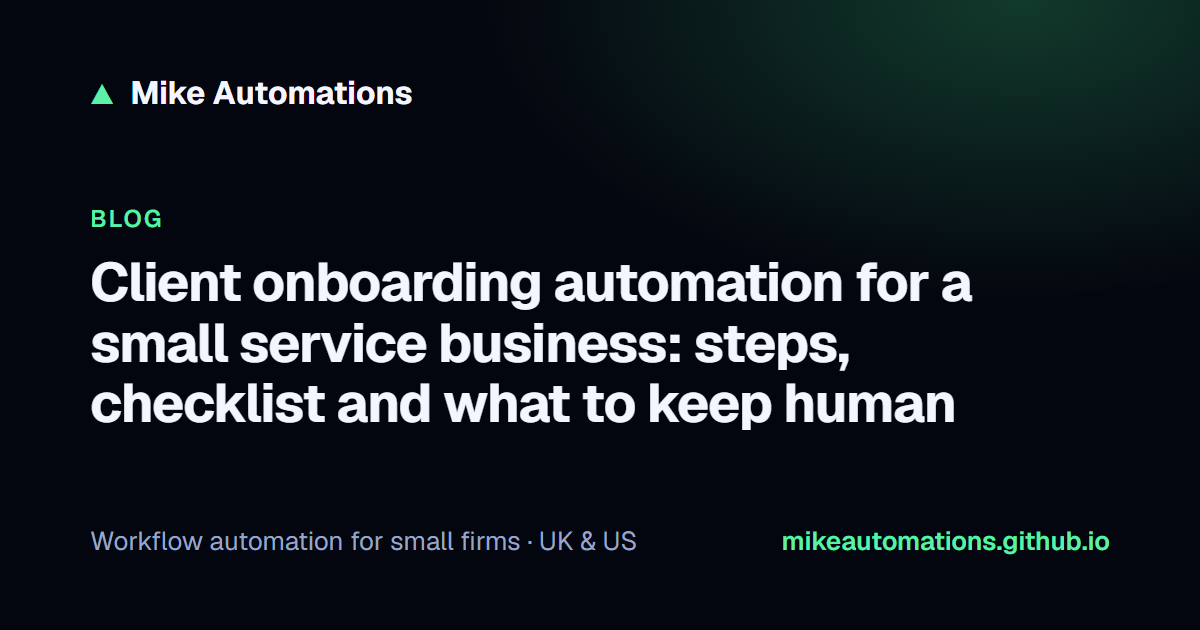 Mike Automations
BLOG
Client onboarding automation for a
small service business: steps,
checklist and what to keep human
Workflow automation for small firms · UK & US
mikeautomations.github.io